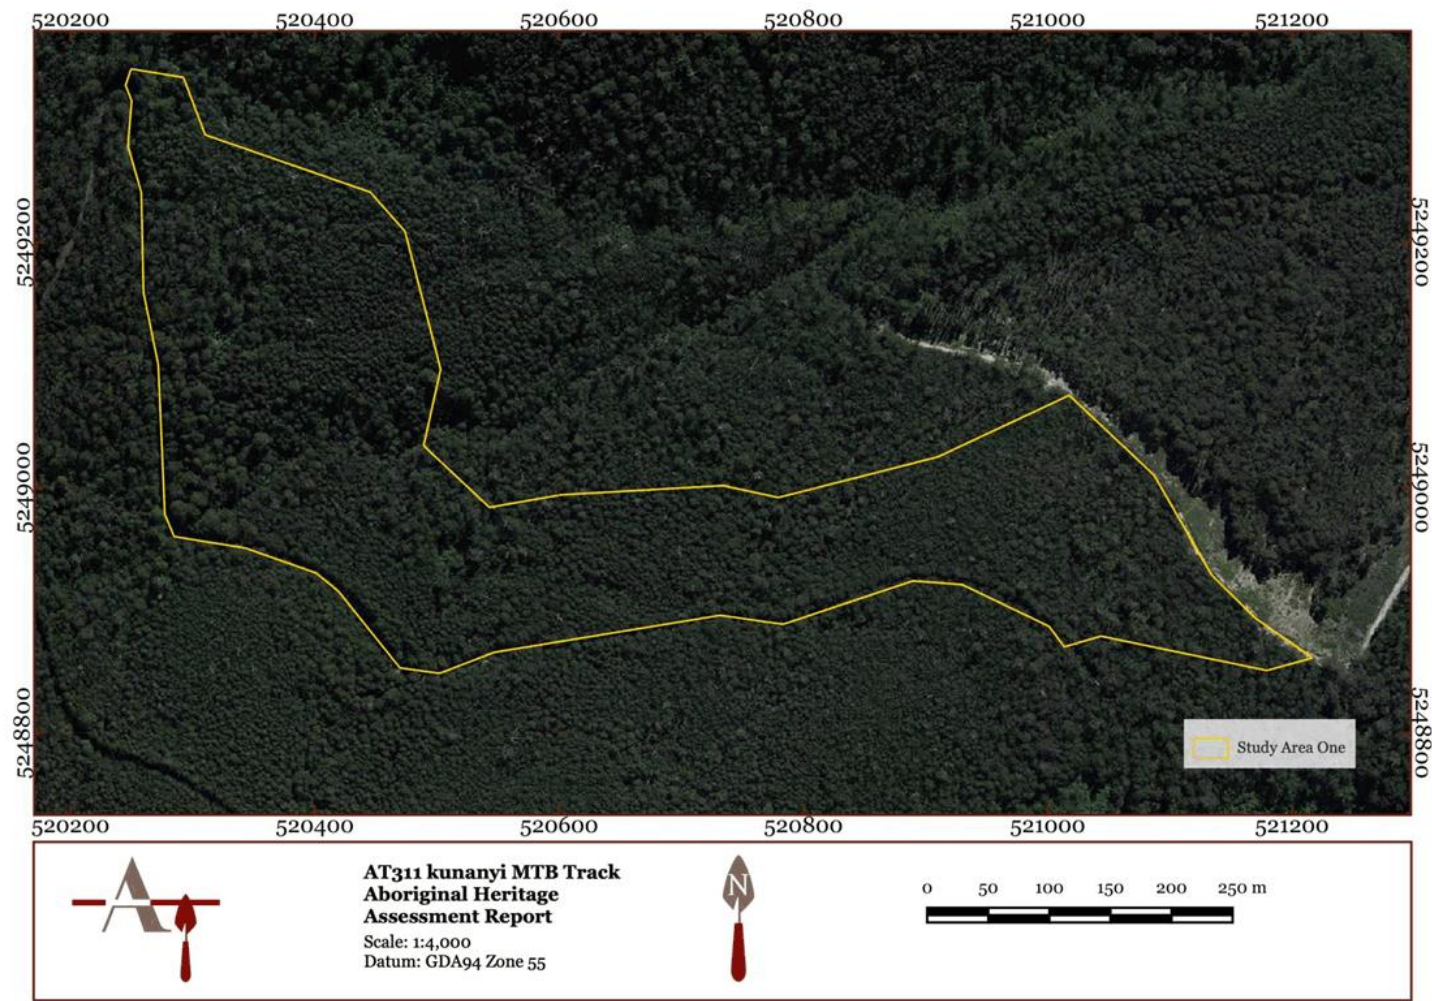 520200 520400 520600 520800 521000 521200
5249200 5249200
5249000 5249000
5248800 5248800
Study Area One
520200 520400 520600 520800 521000 521200
A
AT311 kunanyi MTB Track
Aboriginal Heritage
Assessment Report
Scale: 1:4,000
Datum: GDA94 Zone 55
N
0 50 100 150 200 250 m